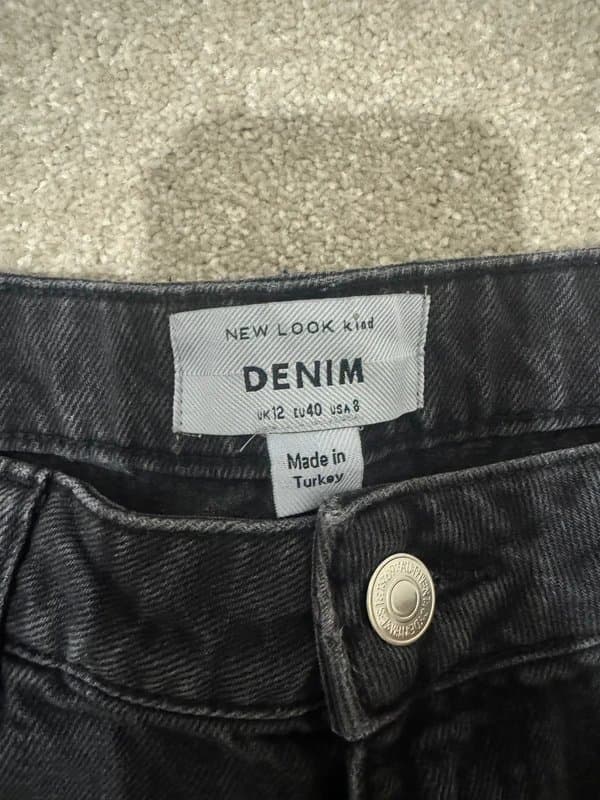 NEW LOOK kind
DENIM
UK12 EU40 USA8
Made in
Turkey